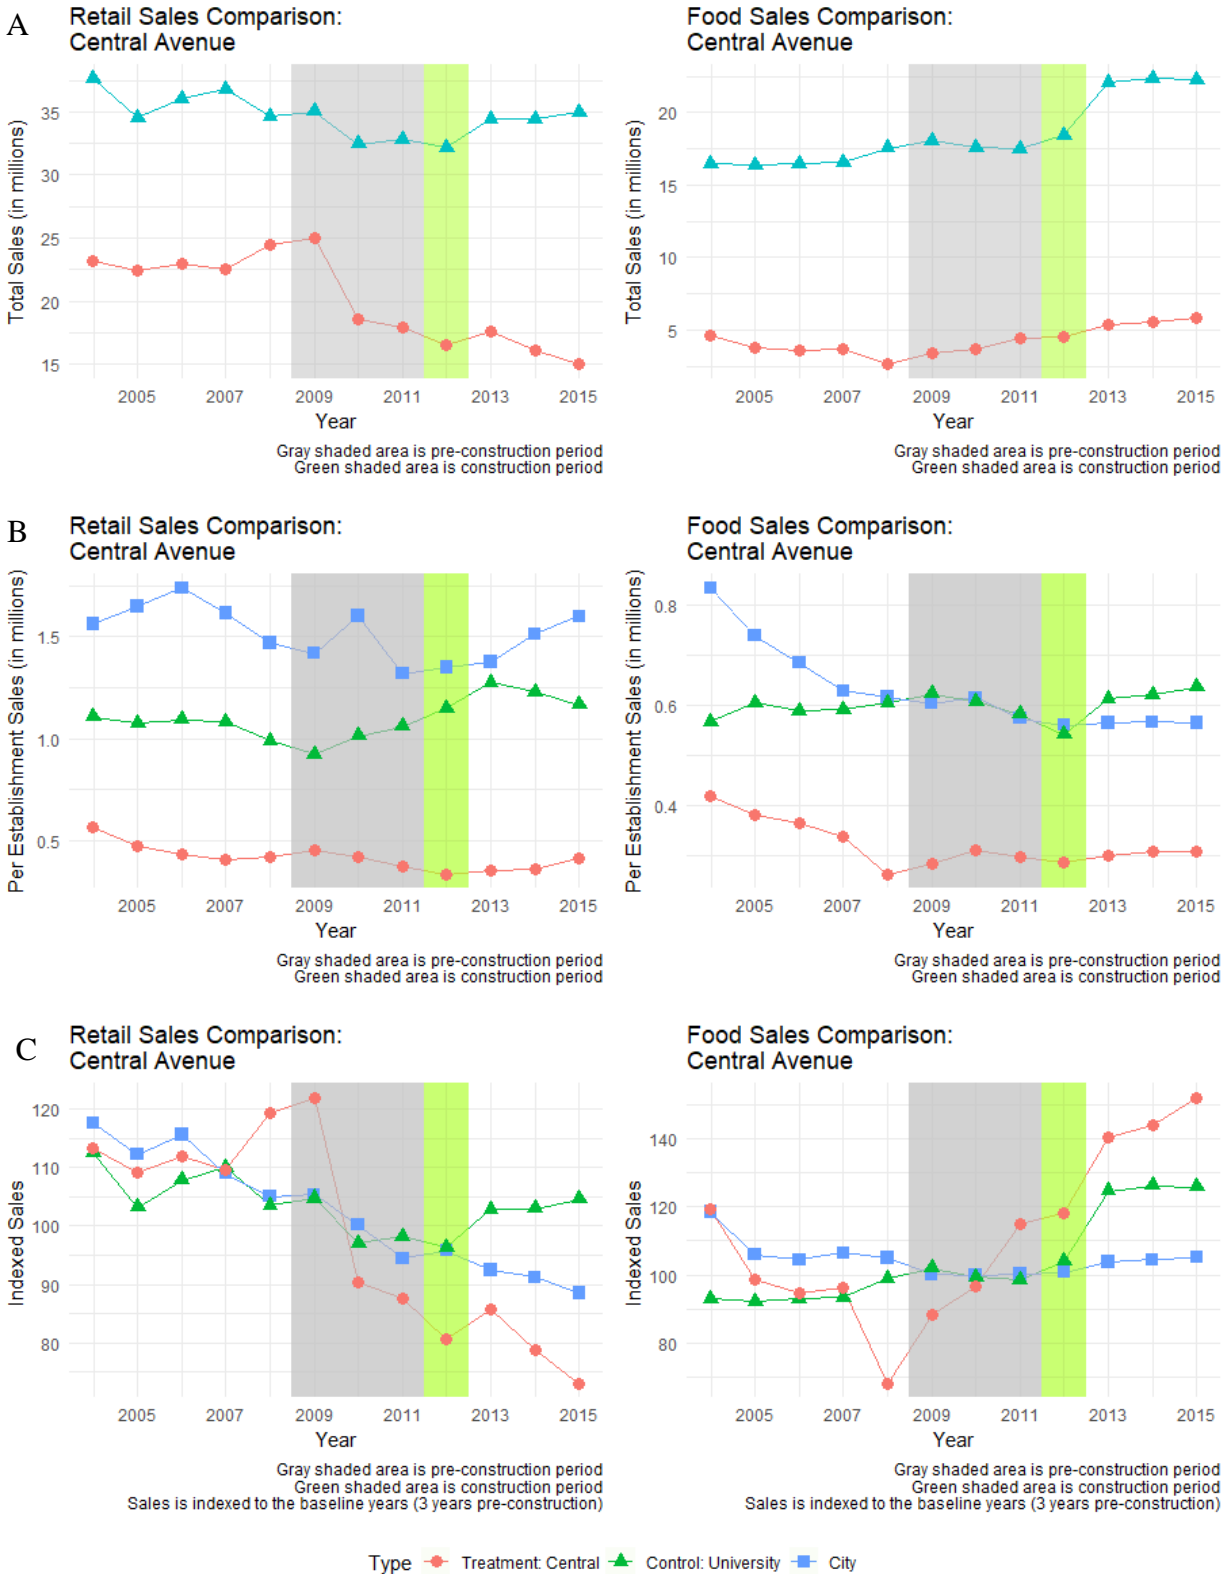 A
Retail Sales Comparison:
Central Avenue
Total Sales (in millions)
35
30
25
20
15
2005 2007 2009 2011 2013 2015
Year
Gray shaded area is pre-construction period
Green shaded area is construction period
Food Sales Comparison:
Central Avenue
Total Sales (in millions)
20
15
10
5
2005 2007 2009 2011 2013 2015
Year
Gray shaded area is pre-construction period
Green shaded area is construction period
B
Retail Sales Comparison:
Central Avenue
Per Establishment Sales (in millions)
1.5
1.0
0.5
2005 2007 2009 2011 2013 2015
Year
Gray shaded area is pre-construction period
Green shaded area is construction period
Food Sales Comparison:
Central Avenue
Per Establishment Sales (in millions)
0.8
0.6
0.4
2005 2007 2009 2011 2013 2015
Year
Gray shaded area is pre-construction period
Green shaded area is construction period
C
Retail Sales Comparison:
Central Avenue
Indexed Sales
120
110
100
90
80
2005 2007 2009 2011 2013 2015
Year
Gray shaded area is pre-construction period
Green shaded area is construction period
Sales is indexed to the baseline years (3 years pre-construction)
Food Sales Comparison:
Central Avenue
Indexed Sales
140
120
100
80
2005 2007 2009 2011 2013 2015
Year
Gray shaded area is pre-construction period
Green shaded area is construction period
Sales is indexed to the baseline years (3 years pre-construction)
Type Treatment: Central Control: University City